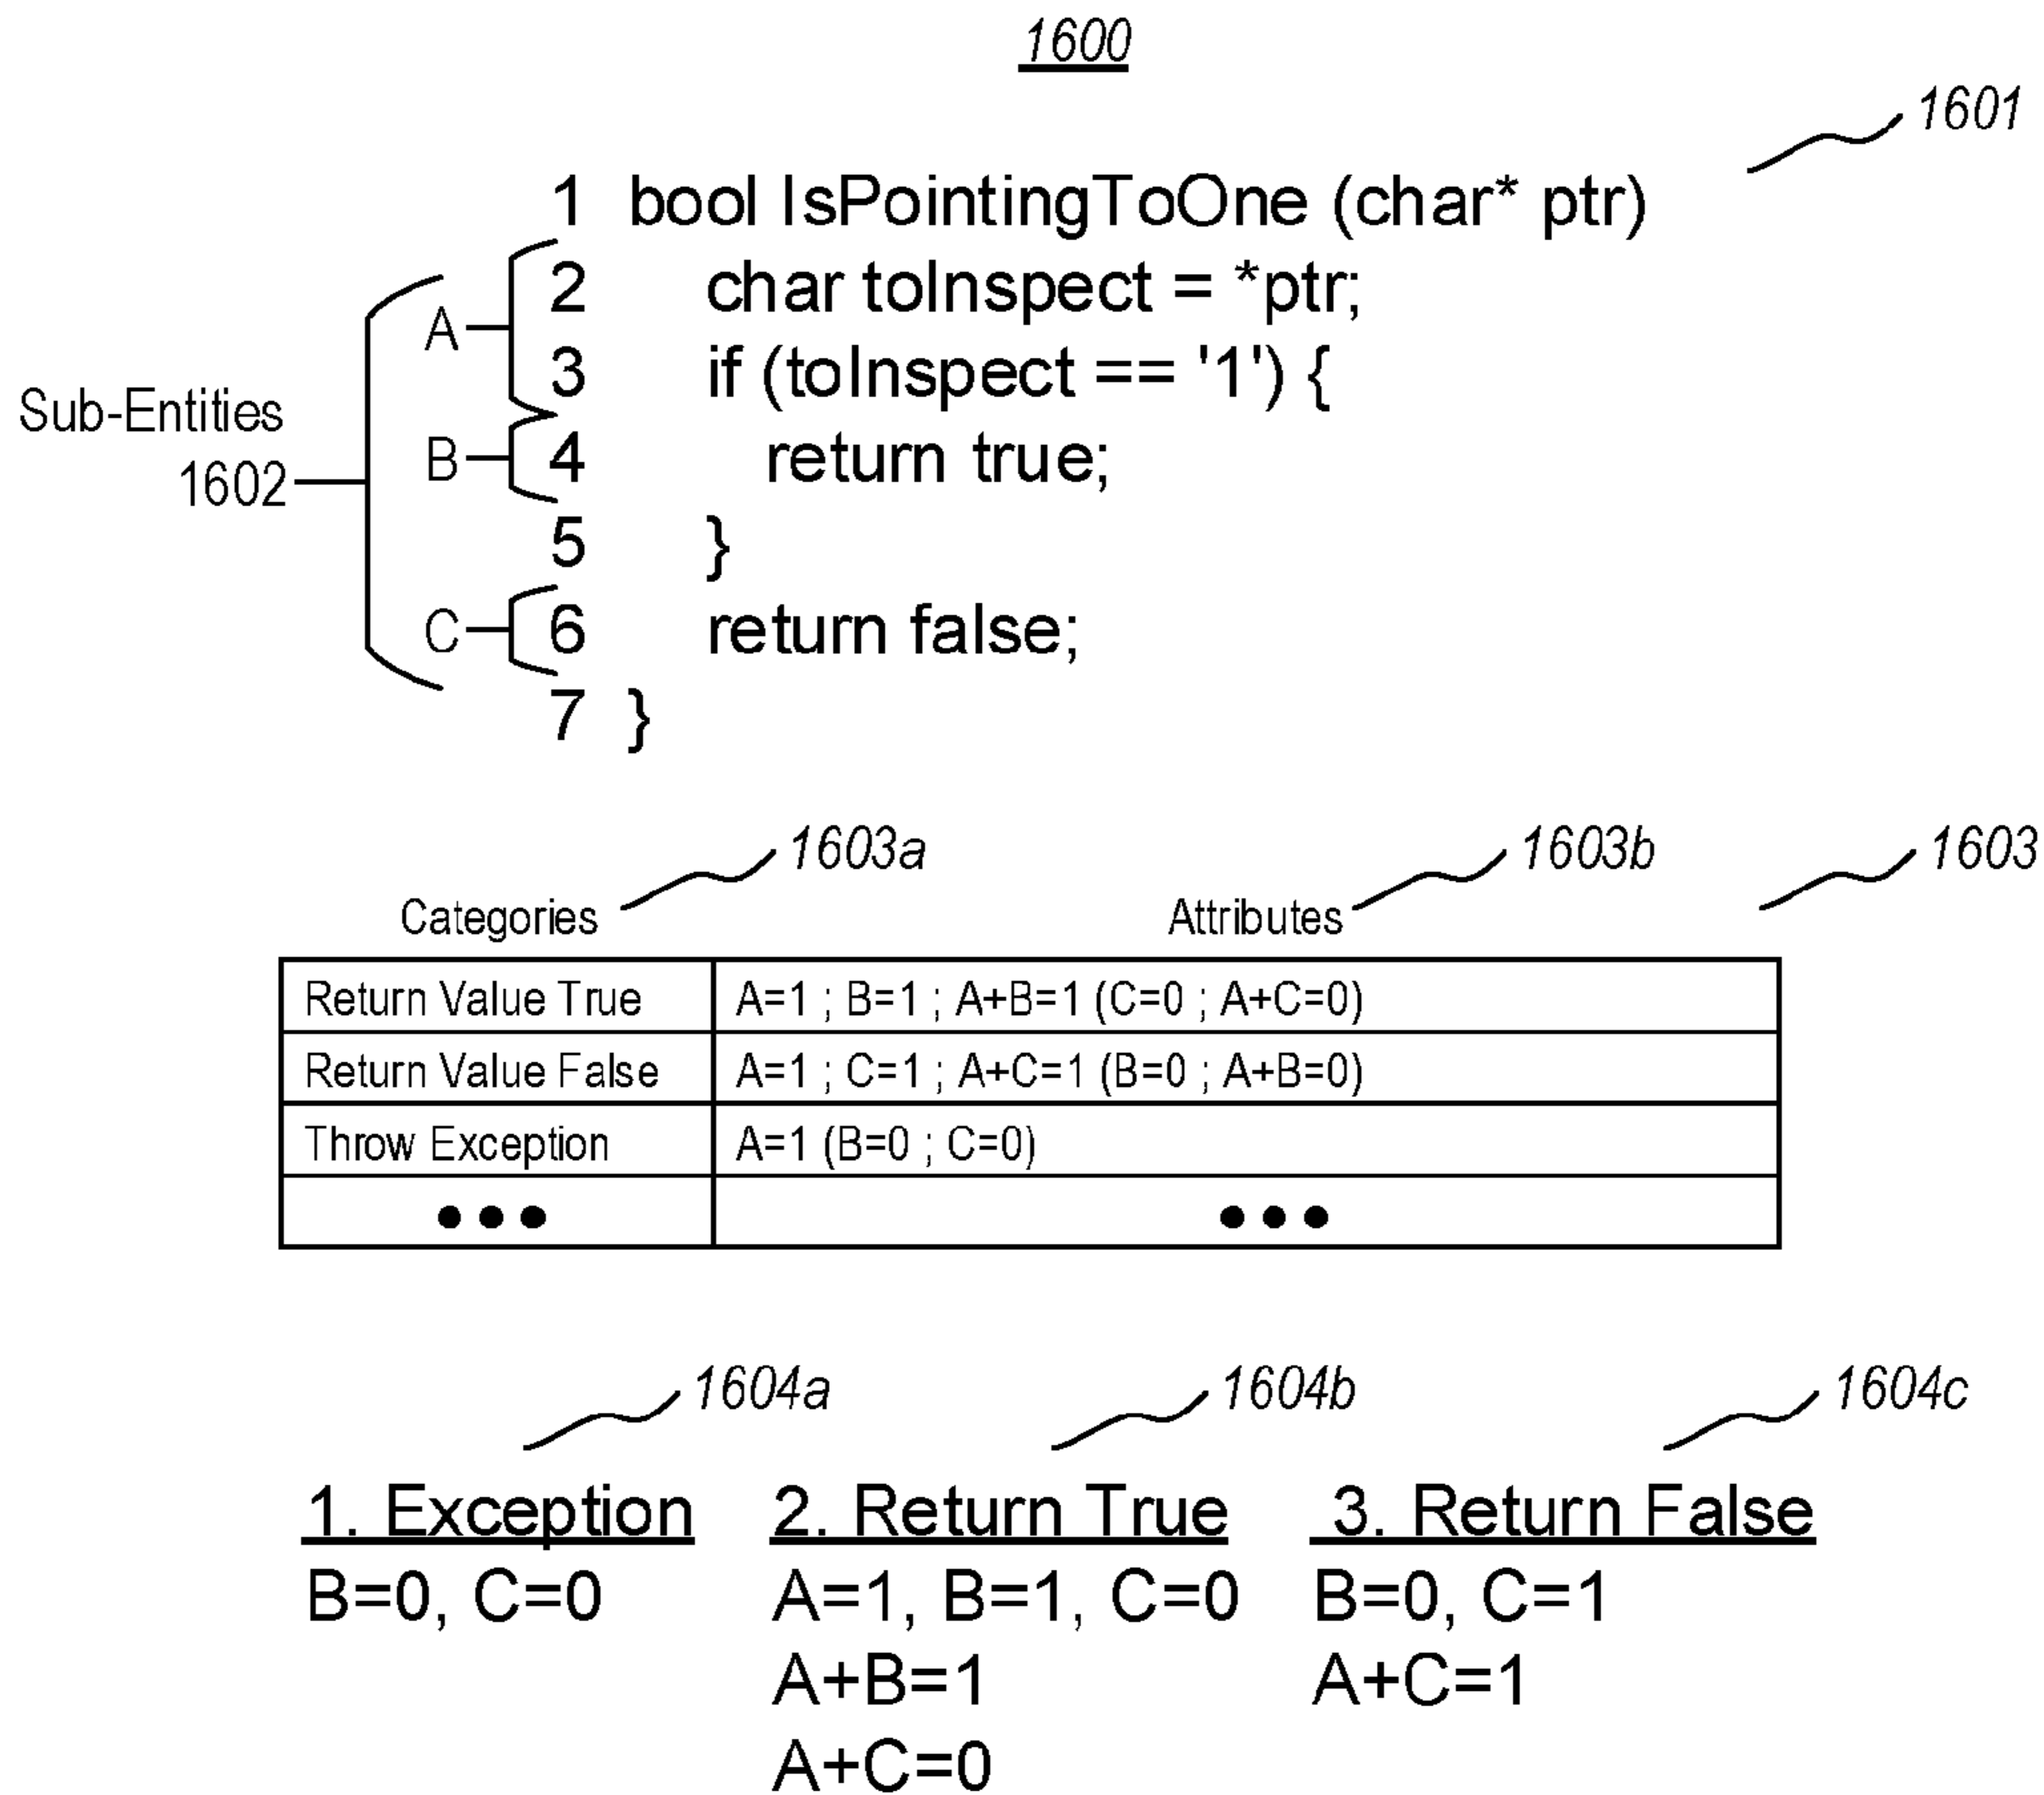 1600
1601
1 bool IsPointingToOne (char* ptr)
2 char toInspect = *ptr;
A
3 if (toInspect == '1') {
Sub-Entities
1602
B
4 return true;
5 }
C
6 return false;
7 }
1603a
1603b
1603
Categories Attributes
Return Value True A=1 ; B=1 ; A+B=1 (C=0 ; A+C=0)
Return Value False A=1 ; C=1 ; A+C=1 (B=0 ; A+B=0)
Throw Exception A=1 (B=0 ; C=0)
••• •••
1604a
1604b
1604c
1. Exception 2. Return True 3. Return False
B=0, C=0 A=1, B=1, C=0 B=0, C=1
A+B=1 A+C=1
A+C=0